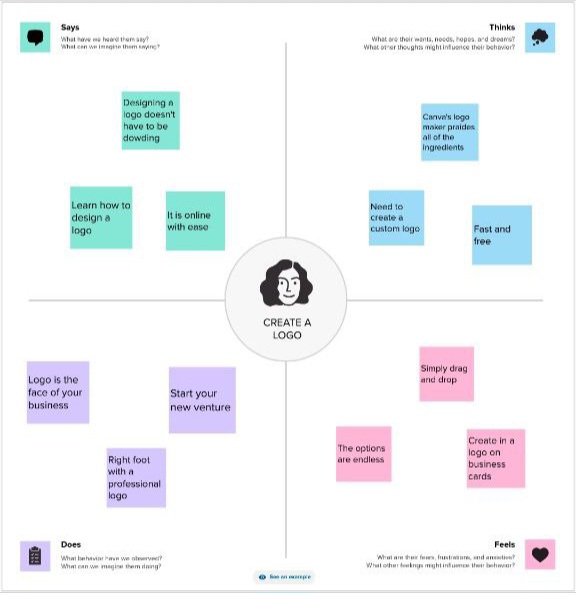 Says
What have we heard them say?
What can we imagine them saying?
Thinks
What are their wants, needs, hopes, and dreams?
What other thoughts might influence their behavior?
Designing a
logo doesn't
have to be
dowding
Learn how to
design a
logo
It is online
with ease
Canva's logo
maker praides
all of the
ingredients
Need to
create a
custom logo
Fast and
free
CREATE A
LOGO
Logo is the
face of your
business
Start your
new venture
Right foot
with a
professional
logo
Simply drag
and drop
The options
are endless
Create in a
logo on
business
cards
Does
What behavior have we observed?
What can we imagine them doing?
Feels
What are their fears, frustrations, and anxieties?
What other feelings might influence their behavior?
See an example